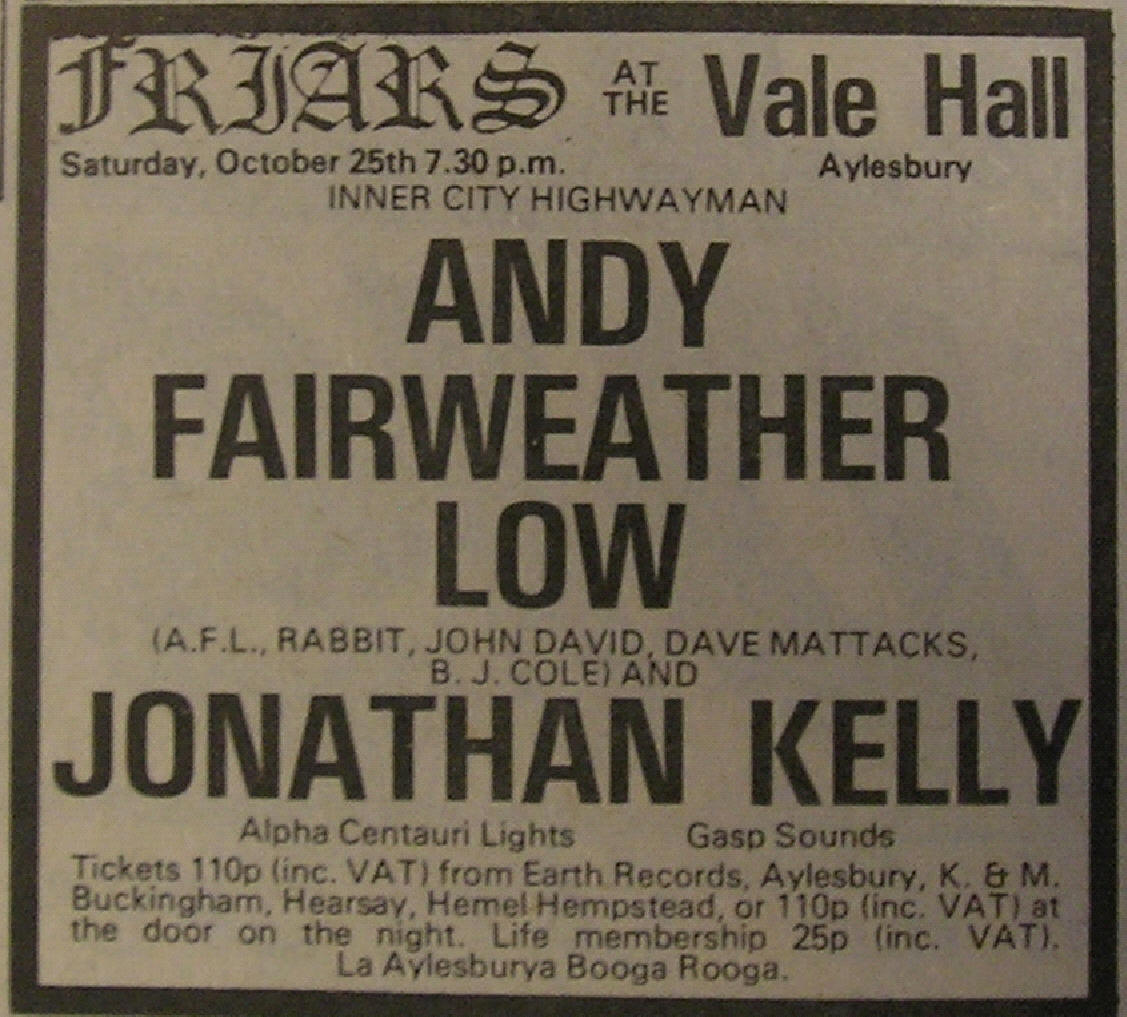 FRIARS AT THE Vale Hall
Saturday, October 25th 7.30 p.m. Aylesbury
INNER CITY HIGHWAYMAN
ANDY
FAIRWEATHER
LOW
(A.F.L., RABBIT, JOHN DAVID, DAVE MATTACKS,
B. J. COLE) AND
JONATHAN KELLY
Alpha Centauri Lights Gasp Sounds
Tickets 110p (inc. VAT) from Earth Records, Aylesbury, K. & M.
Buckingham, Hearsay, Hemel Hempstead, or 110p (inc. VAT) at
the door on the night. Life membership 25p (inc. VAT).
La Aylesburya Booga Rooga.